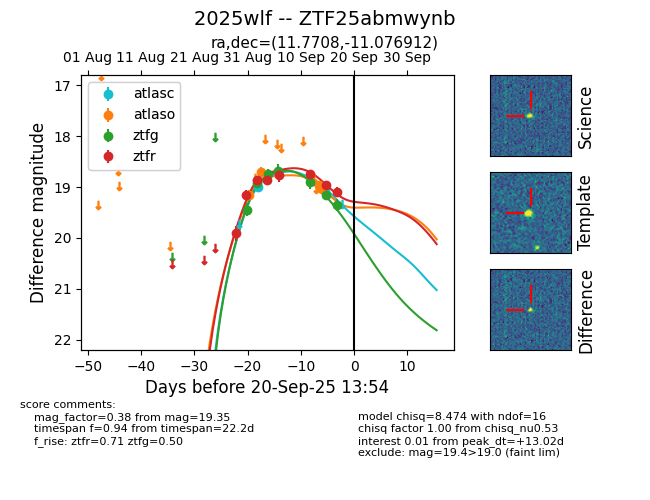 2025wlf -- ZTF25abmwynb
ra,dec=(11.7708,-11.076912)
01 Aug 11 Aug 21 Aug 31 Aug 10 Sep 20 Sep 30 Sep
atlasc
atlaso
ztfg
ztfr
17
18
19
20
21
22
Difference magnitude
−50 −40 −30 −20 −10 0 10
Days before 20-Sep-25 13:54
Science
Template
Difference
score comments:
mag_factor=0.38 from mag=19.35
timespan f=0.94 from timespan=22.2d
f_rise: ztfr=0.71 ztfg=0.50
model chisq=8.474 with ndof=16
chisq factor 1.00 from chisq_nu0.53
interest 0.01 from peak_dt=+13.02d
exclude: mag=19.4>19.0 (faint lim)